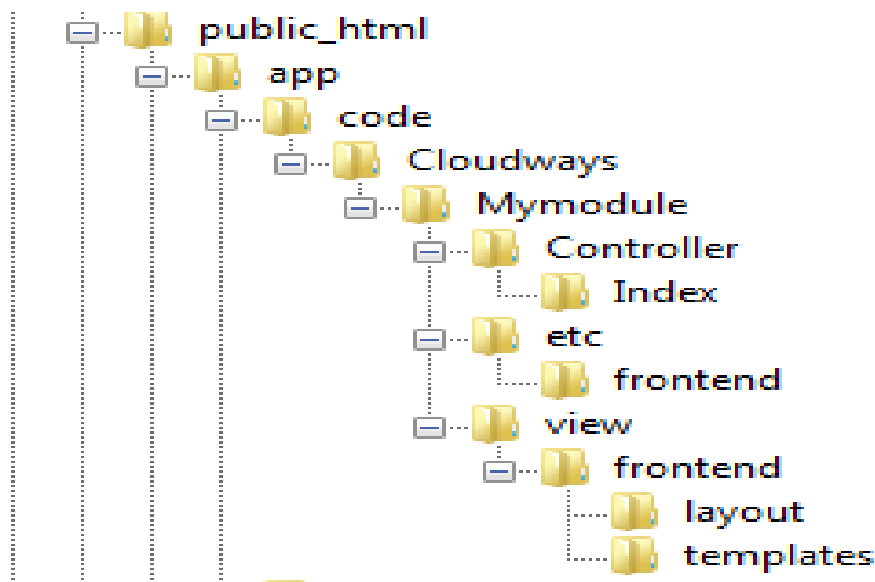 public_html
app
code
Cloudways
Mymodule
Controller
Index
etc
frontend
view
frontend
layout
templates